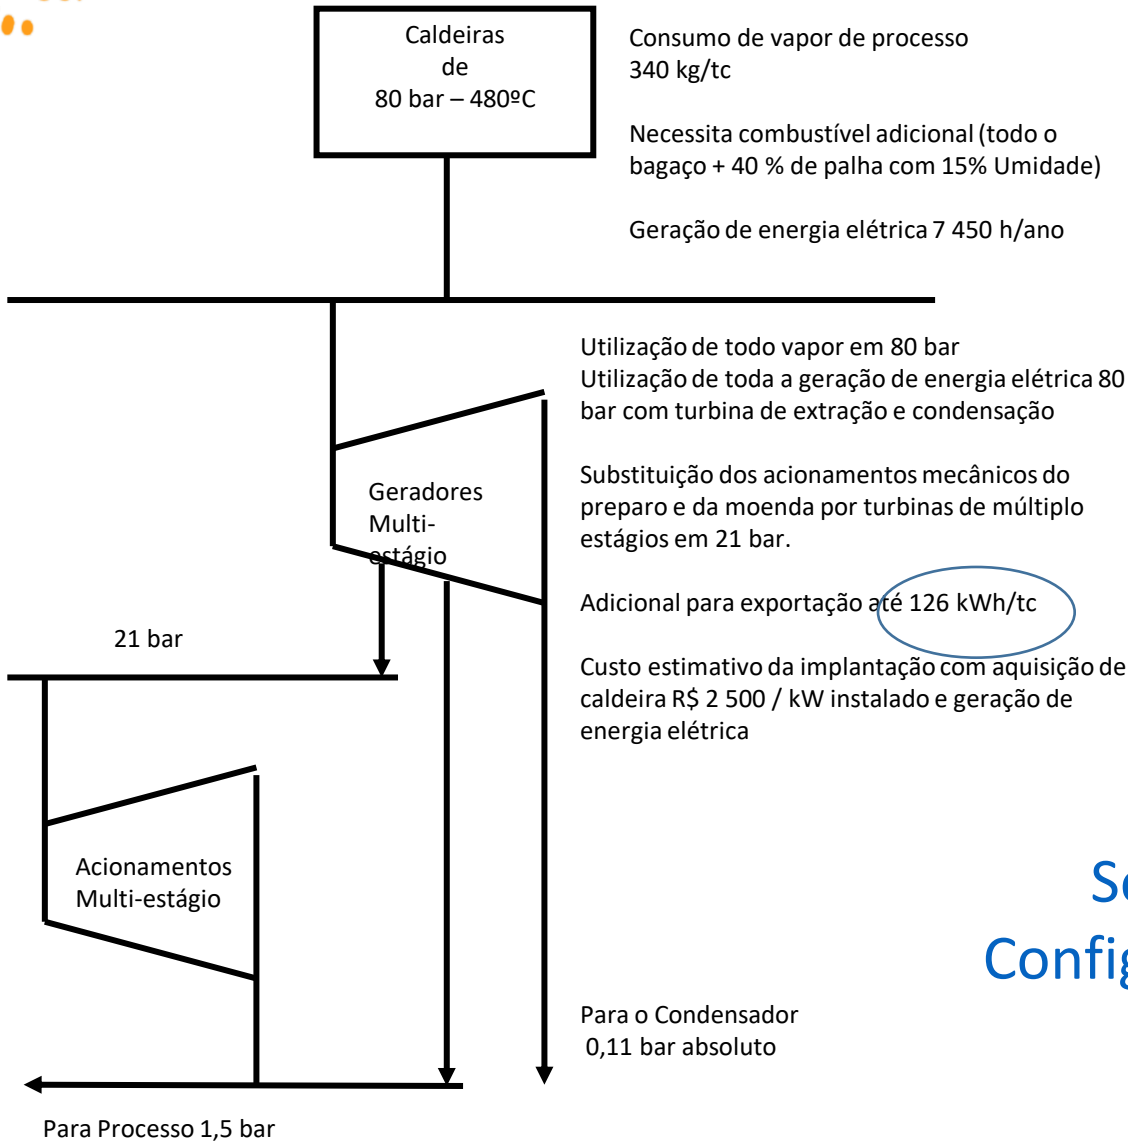 Caldeiras
de
80 bar – 480ºC
Consumo de vapor de processo
340 kg/tc
Necessita combustível adicional (todo o
bagaço + 40 % de palha com 15% Umidade)
Geração de energia elétrica 7 450 h/ano
Utilização de todo vapor em 80 bar
Utilização de toda a geração de energia elétrica 80
bar com turbina de extração e condensação
Geradores
Multi-
estágio
Substituição dos acionamentos mecânicos do
preparo e da moenda por turbinas de múltiplo
estágios em 21 bar.
Adicional para exportação até 126 kWh/tc
21 bar
Custo estimativo da implantação com aquisição de
caldeira R$ 2 500 / kW instalado e geração de
energia elétrica
Acionamentos
Multi-estágio
Para o Condensador
0,11 bar absoluto
Para Processo 1,5 bar